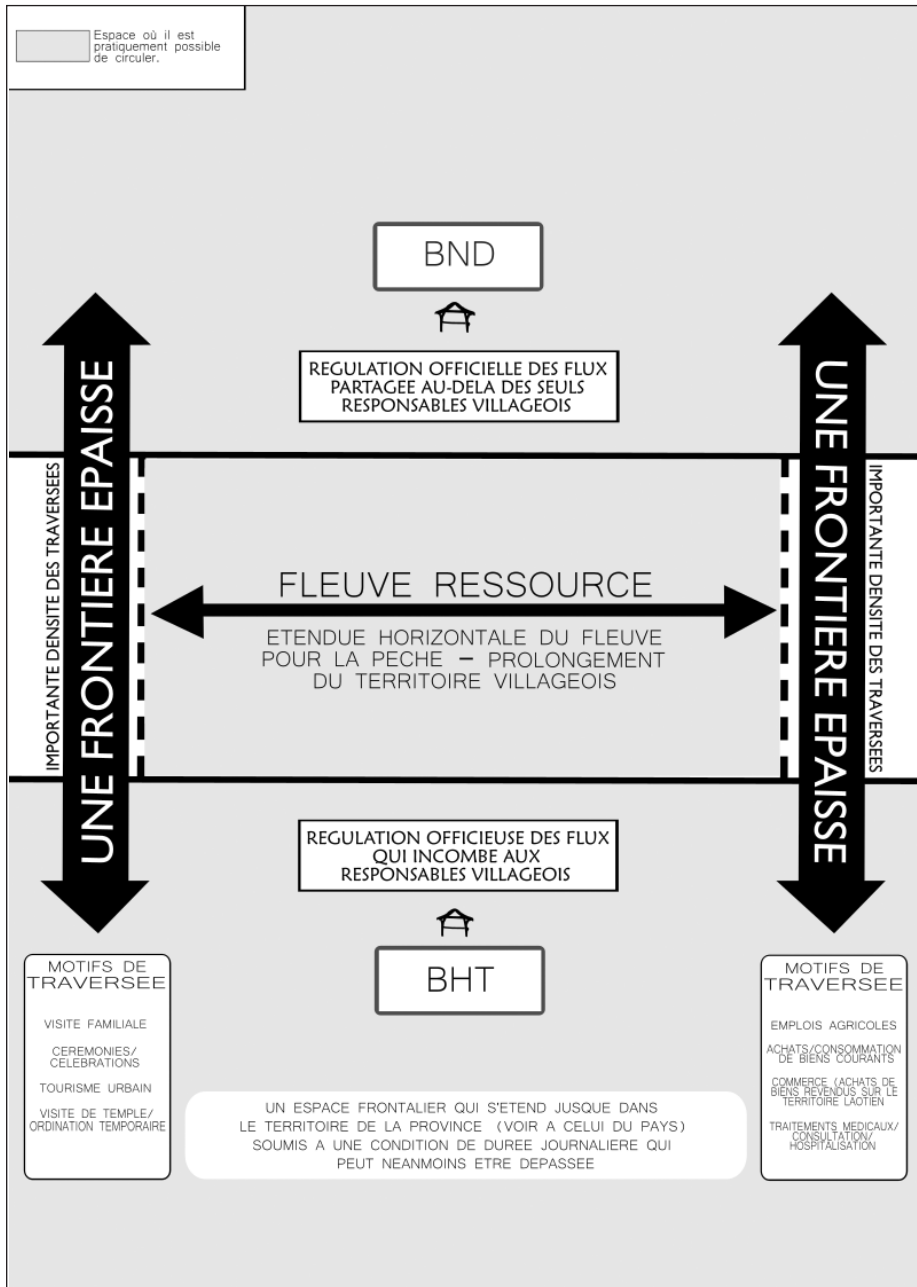 Espace où il est
pratiquement possible
de circuler.
BND
REGULATION OFFICIELLE DES FLUX
PARTAGEE AU-DELA DES SEULS
RESPONSABLES VILLAGEOIS
UNE FRONTIERE EPAISSE
IMPORTANTE DENSITE DES TRAVERSEES
FLEUVE RESSOURCE
ETENDUE HORIZONTALE DU FLEUVE
POUR LA PECHE – PROLONGEMENT
DU TERRITOIRE VILLAGEOIS
UNE FRONTIERE EPAISSE
IMPORTANTE DENSITE DES TRAVERSEES
REGULATION OFFICIEUSE DES FLUX
QUI INCOMBE AUX
RESPONSABLES VILLAGEOIS
BHT
MOTIFS DE
TRAVERSEE
VISITE FAMILIALE
CEREMONIES/
CELEBRATIONS
TOURISME URBAIN
VISITE DE TEMPLE/
ORDINATION TEMPORAIRE
UN ESPACE FRONTALIER QUI S'ETEND JUSQUE DANS
LE TERRITOIRE DE LA PROVINCE (VOIR A CELUI DU PAYS)
SOUMIS A UNE CONDITION DE DUREE JOURNALIERE QUI
PEUT NEANMOINS ETRE DEPASSEE
MOTIFS DE
TRAVERSEE
EMPLOIS AGRICOLES
ACHATS/CONSOMMATION
DE BIENS COURANTS
COMMERCE (ACHATS DE
BIENS REVENDUS SUR LE
TERRITOIRE LAOTIEN
TRAITEMENTS MEDICAUX/
CONSULTATION/
HOSPITALISATION